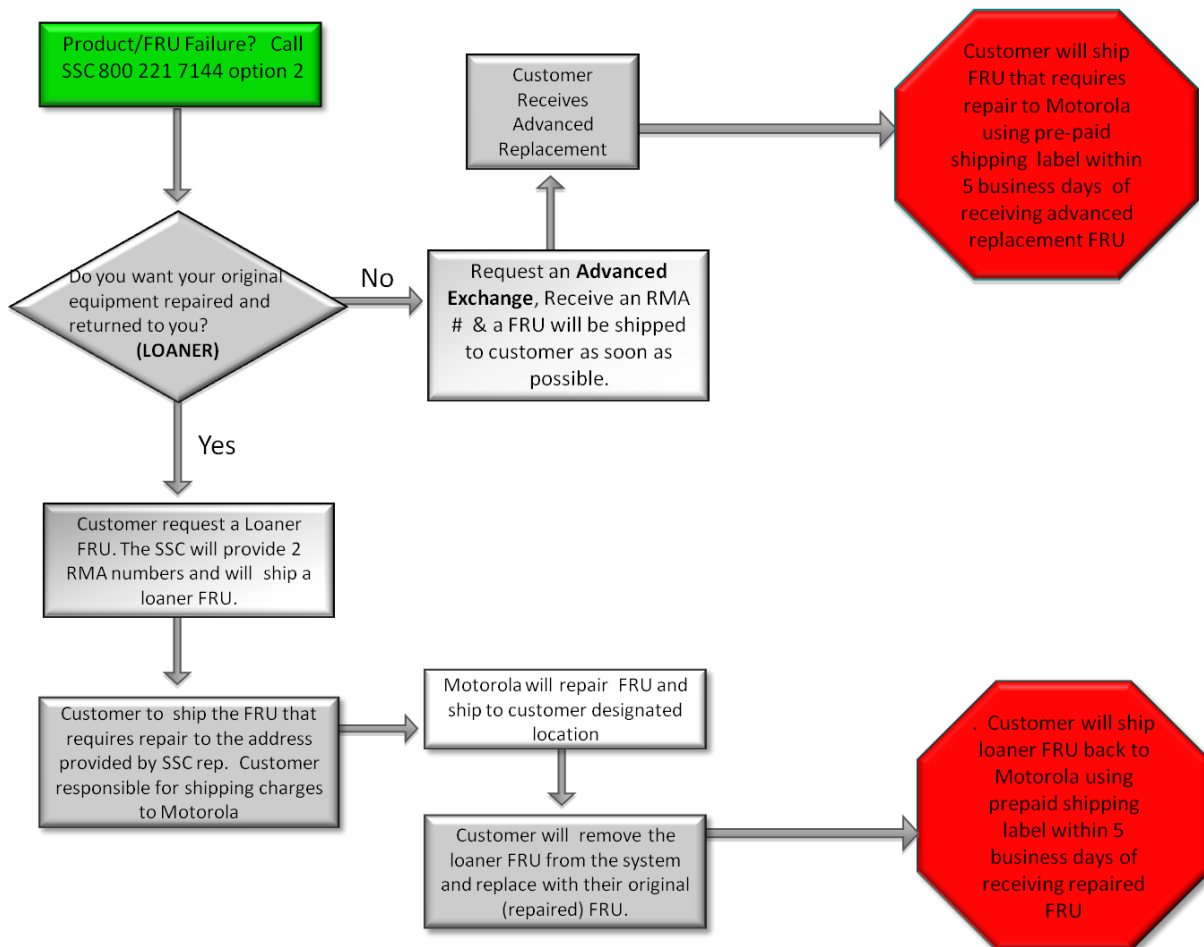 Product/FRU Failure? Call
SSC 800 221 7144 option 2
Customer
Receives
Advanced
Replacement
Customer will ship
FRU that requires
repair to Motorola
using pre-paid
shipping label within
5 business days of
receiving advanced
replacement FRU
Do you want your original
equipment repaired and
returned to you?
(LOANER)
No
Request an Advanced
Exchange, Receive an RMA
# & a FRU will be shipped
to customer as soon as
possible.
Yes
Customer request a Loaner
FRU. The SSC will provide 2
RMA numbers and will ship a
loaner FRU.
Customer to ship the FRU that
requires repair to the address
provided by SSC rep. Customer
responsible for shipping charges
to Motorola
Motorola will repair FRU and
ship to customer designated
location
Customer will remove the
loaner FRU from the system
and replace with their original
(repaired) FRU.
. Customer will ship
loaner FRU back to
Motorola using
prepaid shipping
label within 5
business days of
receiving repaired
FRU